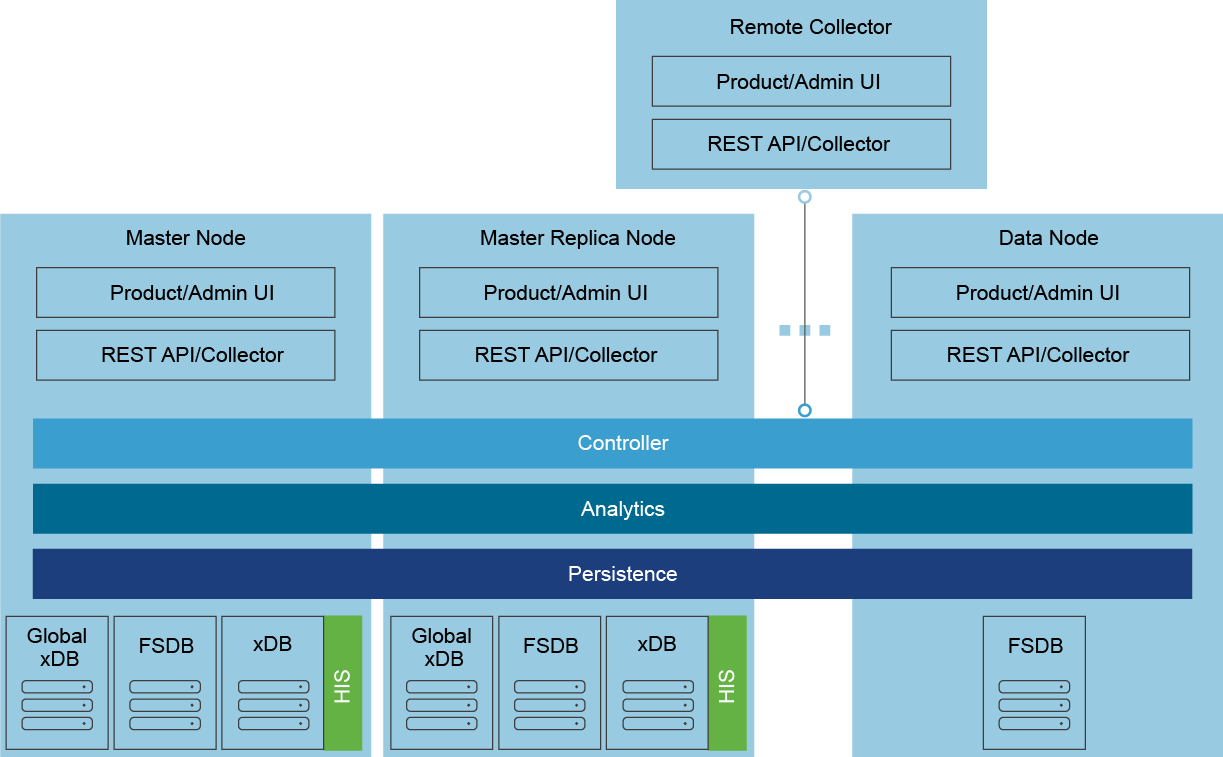 Remote Collector
Product/Admin UI
REST API/Collector
Master Node
Product/Admin UI
REST API/Collector
Master Replica Node
Product/Admin UI
REST API/Collector
Data Node
Product/Admin UI
REST API/Collector
Controller
Analytics
Persistence
Global
xDB
FSDB
xDB
HIS
Global
xDB
FSDB
xDB
HIS
FSDB